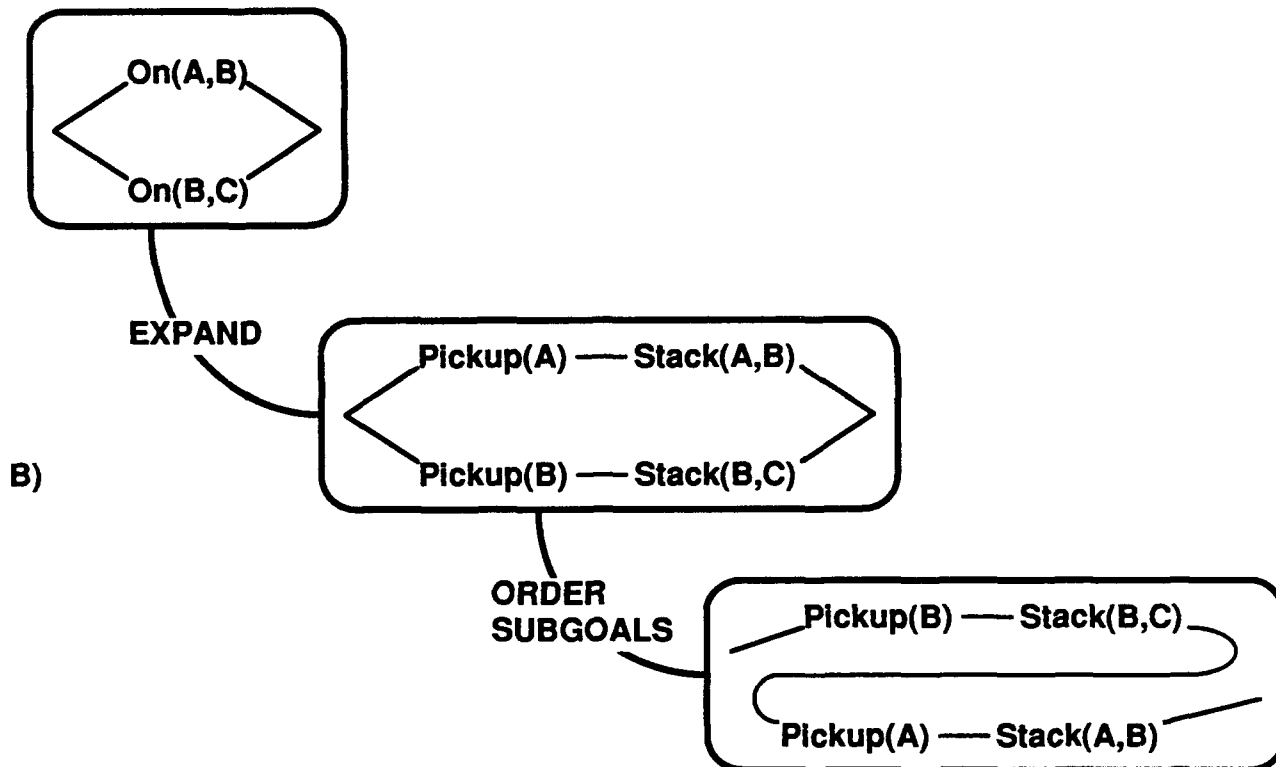 On(A,B)
On(B,C)
EXPAND
Pickup(A) — Stack(A,B)
B)
Pickup(B) — Stack(B,C)
ORDER
SUBGOALS
Pickup(B) — Stack(B,C)
Pickup(A) — Stack(A,B)